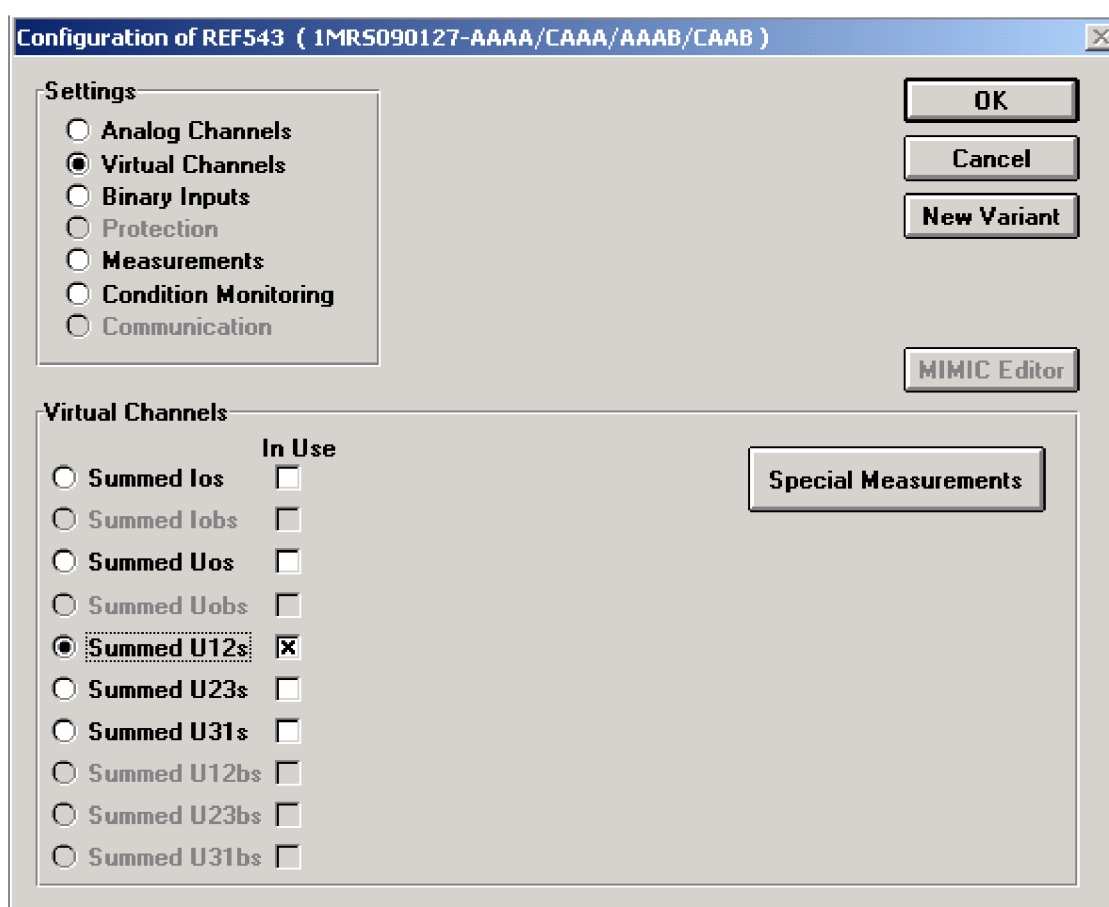 Configuration of REF543 ( 1MRS090127-AAAA/CAAA/AAAB/CAAB )
Settings
Analog Channels
Virtual Channels
Binary Inputs
Protection
Measurements
Condition Monitoring
Communication
OK
Cancel
New Variant
MIMIC Editor
Virtual Channels
In Use
Summed Ios
Summed Iobs
Summed Uos
Summed Uobs
Summed U12s
Summed U23s
Summed U31s
Summed U12bs
Summed U23bs
Summed U31bs
Special Measurements